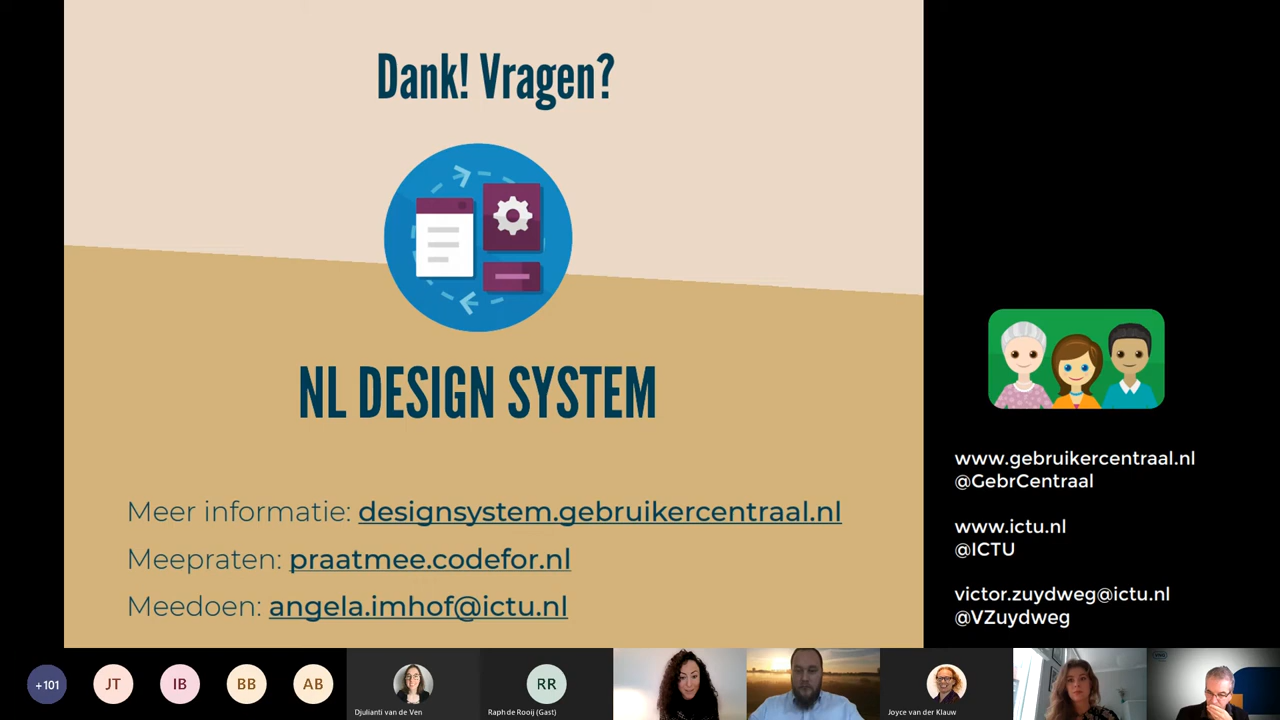 Dank! Vragen?
NL DESIGN SYSTEM
Meer informatie: designsystem.gebruikercentraal.nl
Meepraten: praatmee.codefor.nl
Meedoen: angela.imhof@ictu.nl
www.gebruikercentraal.nl
@GebrCentraal
www.ictu.nl
@ICTU
victor.zuydweg@ictu.nl
@VZuydweg
+101
JT
IB
BB
AB
Djulianti van de Ven
RR
Raph de Rooij (Gast)
Joyce van der Klauw